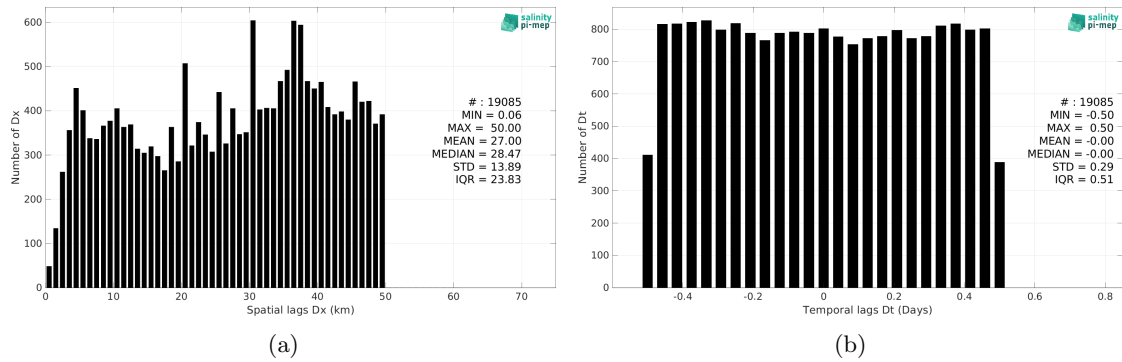 600
500
400
300
200
100
0
Number of Dx
0 10 20 30 40 50 60 70
Spatial lags Dx (km)
salinity
pi-mep
# : 19085
MIN = 0.06
MAX = 50.00
MEAN = 27.00
MEDIAN = 28.47
STD = 13.89
IQR = 23.83
(a)
800
700
600
500
400
300
200
100
0
Number of Dt
-0.4 -0.2 0 0.2 0.4 0.6 0.8
Temporal lags Dt (Days)
salinity
pi-mep
# : 19085
MIN = -0.50
MAX = 0.50
MEAN = -0.00
MEDIAN = -0.00
STD = 0.29
IQR = 0.51
(b)